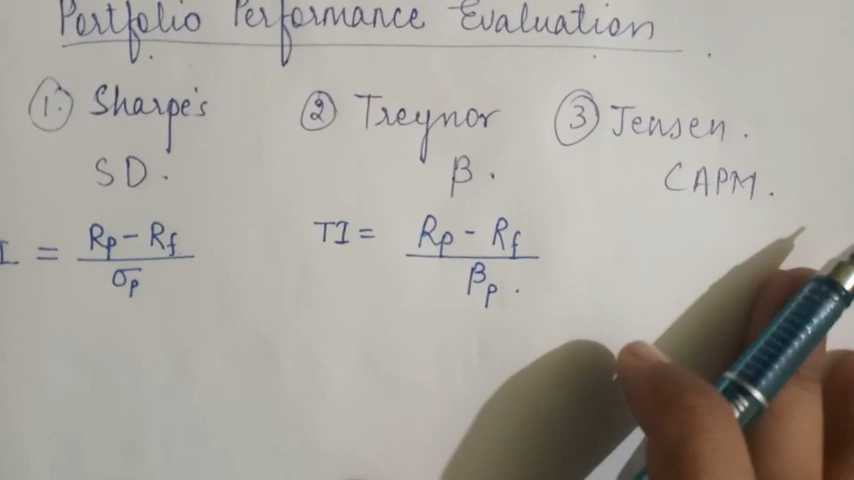 Portfolio Performance Evaluation
① Sharpe's ② Treynor ③ Jensen.
SD. β. CAPM.
I = Rp - Rf / σp TI = Rp - Rf / βp.